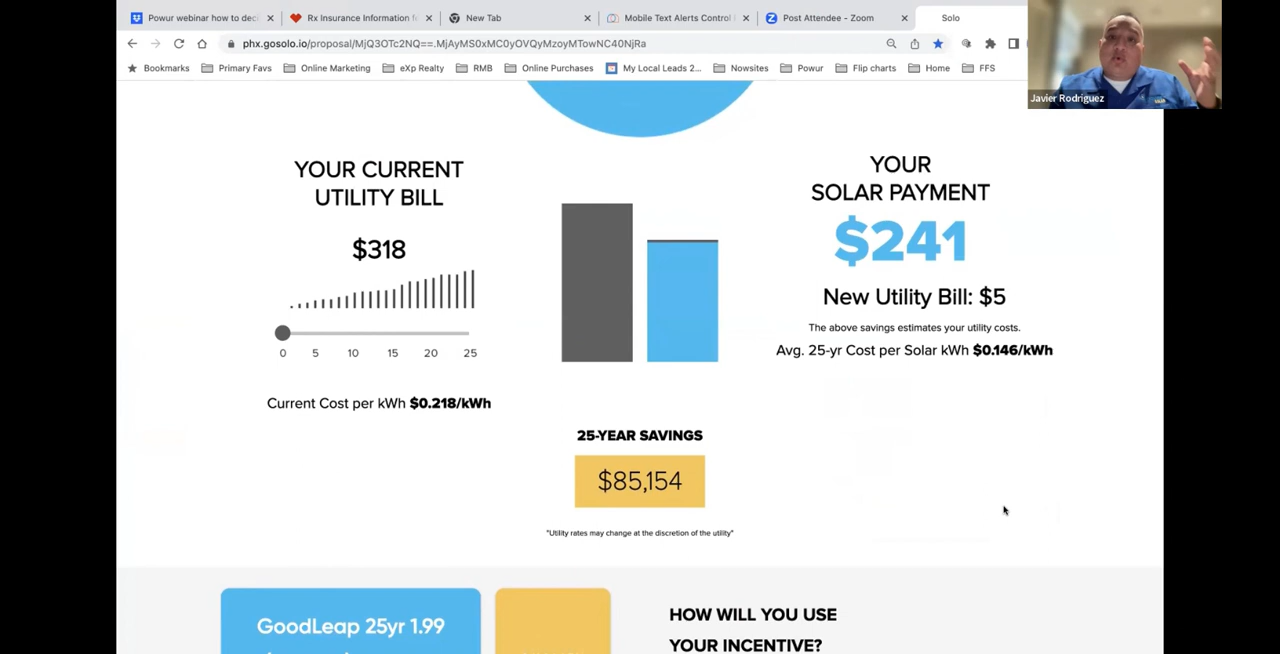 Powur webinar how to dec
Rx Insurance Information f
New Tab
Mobile Text Alerts Control
Post Attendee - Zoom
Solo
phx.gosolo.io/proposal/MjQ3OTc2NQ==.MjAyMS0xMC0yOVQyMzoyMTowNC40NjRa
Bookmarks
Primary Favs
Online Marketing
eXp Realty
RMB
Online Purchases
My Local Leads 2...
Nowsites
Powur
Flip charts
Home
FFS
Javier Rodriguez
YOUR CURRENT
UTILITY BILL
$318
0 5 10 15 20 25
Current Cost per kWh $0.218/kWh
YOUR
SOLAR PAYMENT
$241
New Utility Bill: $5
The above savings estimates your utility costs.
Avg. 25-yr Cost per Solar kWh $0.146/kWh
25-YEAR SAVINGS
$85,154
"Utility rates may change at the discretion of the utility"
GoodLeap 25yr 1.99
HOW WILL YOU USE
YOUR INCENTIVE?